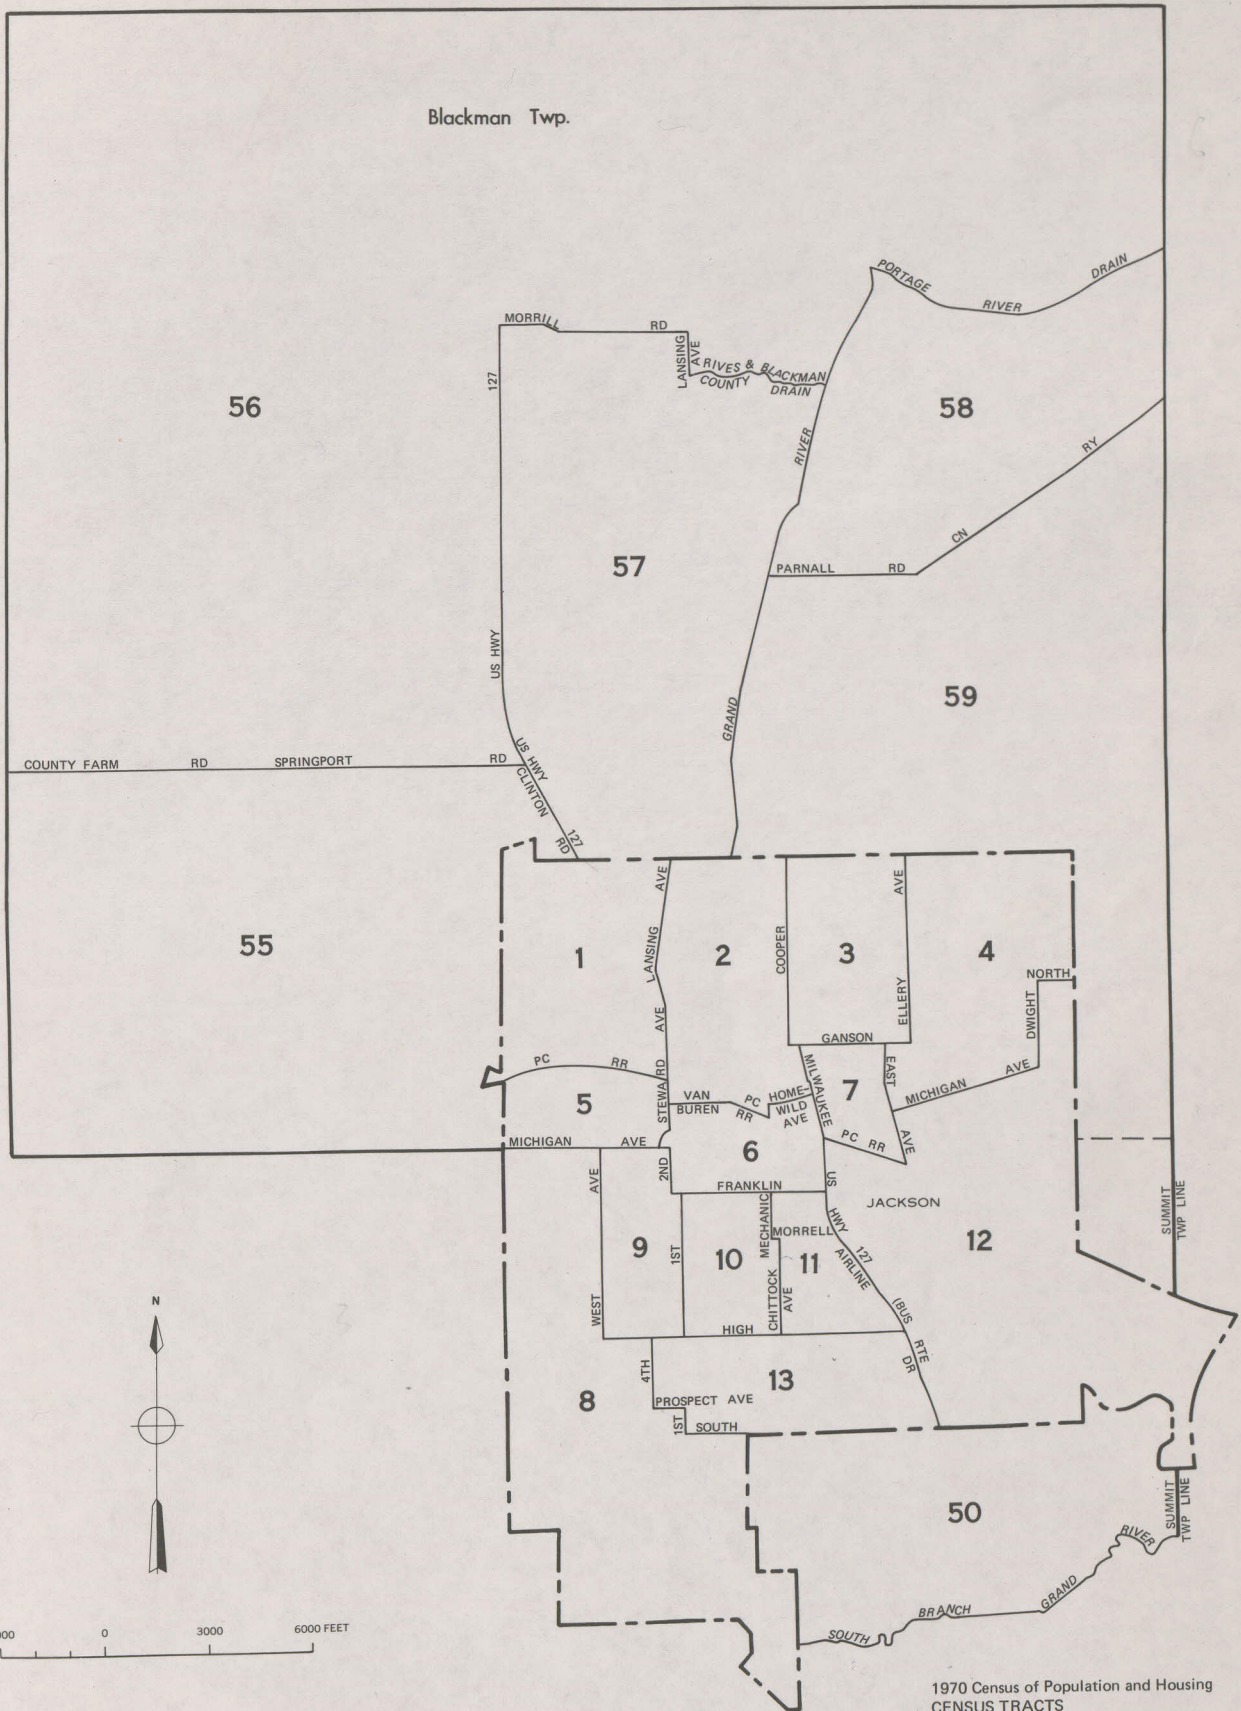 Blackman Twp.
PORTAGE RIVER DRAIN
MORRILL RD
LANSING AVE
RIVES & BLACKMAN
COUNTY DRAIN
127
56
58
RIVER
RY
CN
57
PARNALL RD
US HWY
59
GRAND
COUNTY FARM RD SPRINGPORT RD
US HWY 127
CLINTON RD
AVE
AVE
55
1
LANSING
2
COOPER
3
4
NORTH
ELLERY
DWIGHT
AVE
GANSON
PC RR
STEWARD
MILWAUKEE
EAST
AVE
MICHIGAN
7
5
VAN
BUREN
PC
RR
HOME-
WILD
AVE
AVE
MICHIGAN AVE
6
PC RR
2ND
AVE
FRANKLIN
US
JACKSON
SUMMIT
TWP LINE
MECHANIC
MORRELL
HWY
127
AIRLINE
9
1ST
10
11
12
CHITTOCK
AVE
WEST
HIGH
(BUS
RTE
DR
N
4TH
8
13
PROSPECT AVE
1ST
SOUTH
50
SUMMIT
TWP LINE
RIVER
GRAND
BRANCH
SOUTH
000 0 3000 6000 FEET
1970 Census of Population and Housing
CENSUS TRACTS